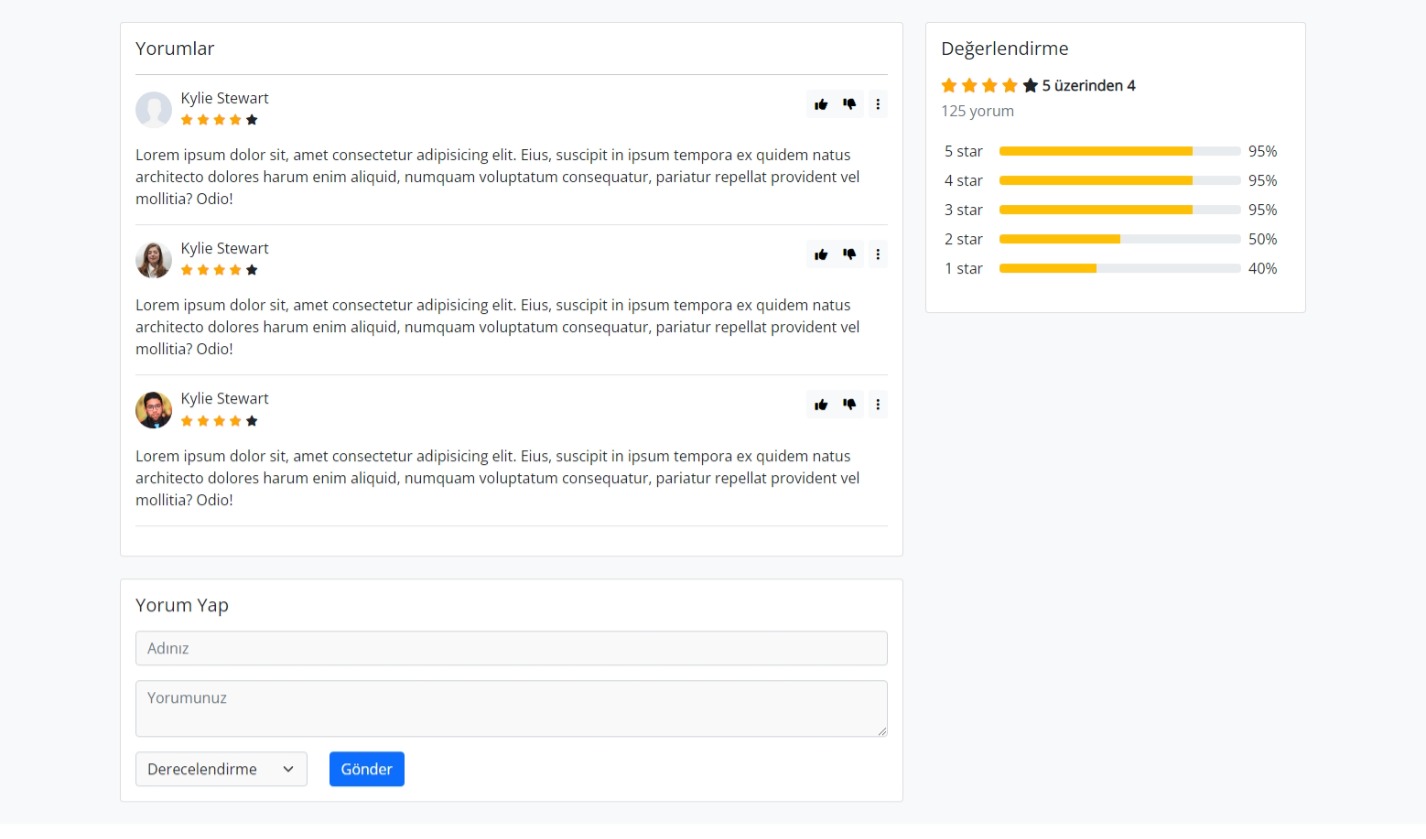 Yorumlar
Kylie Stewart
Lorem ipsum dolor sit, amet consectetur adipisicing elit. Eius, suscipit in ipsum tempora ex quidem natus
architecto dolores harum enim aliquid, numquam voluptatum consequatur, pariatur repellat provident vel
mollitia? Odio!
Kylie Stewart
Lorem ipsum dolor sit, amet consectetur adipisicing elit. Eius, suscipit in ipsum tempora ex quidem natus
architecto dolores harum enim aliquid, numquam voluptatum consequatur, pariatur repellat provident vel
mollitia? Odio!
Kylie Stewart
Lorem ipsum dolor sit, amet consectetur adipisicing elit. Eius, suscipit in ipsum tempora ex quidem natus
architecto dolores harum enim aliquid, numquam voluptatum consequatur, pariatur repellat provident vel
mollitia? Odio!
Yorum Yap
Adınız
Yorumunuz
Derecelendirme Gönder
Değerlendirme
5 üzerinden 4
125 yorum
5 star 95%
4 star 95%
3 star 95%
2 star 50%
1 star 40%